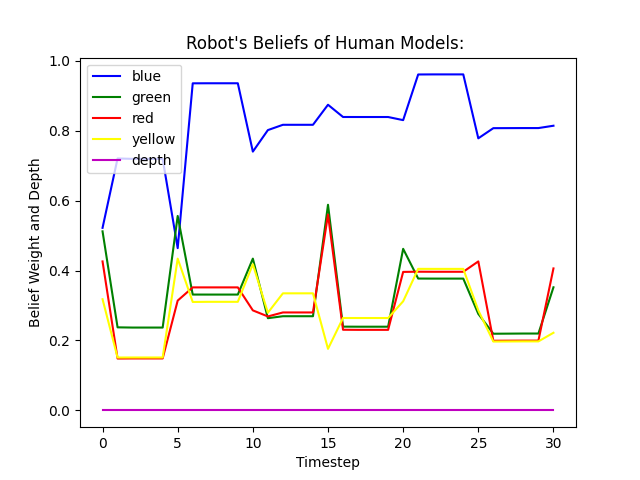 Robot's Beliefs of Human Models:
blue
green
red
yellow
depth
1.0
0.8
0.6
0.4
0.2
0.0
Belief Weight and Depth
0 5 10 15 20 25 30
Timestep